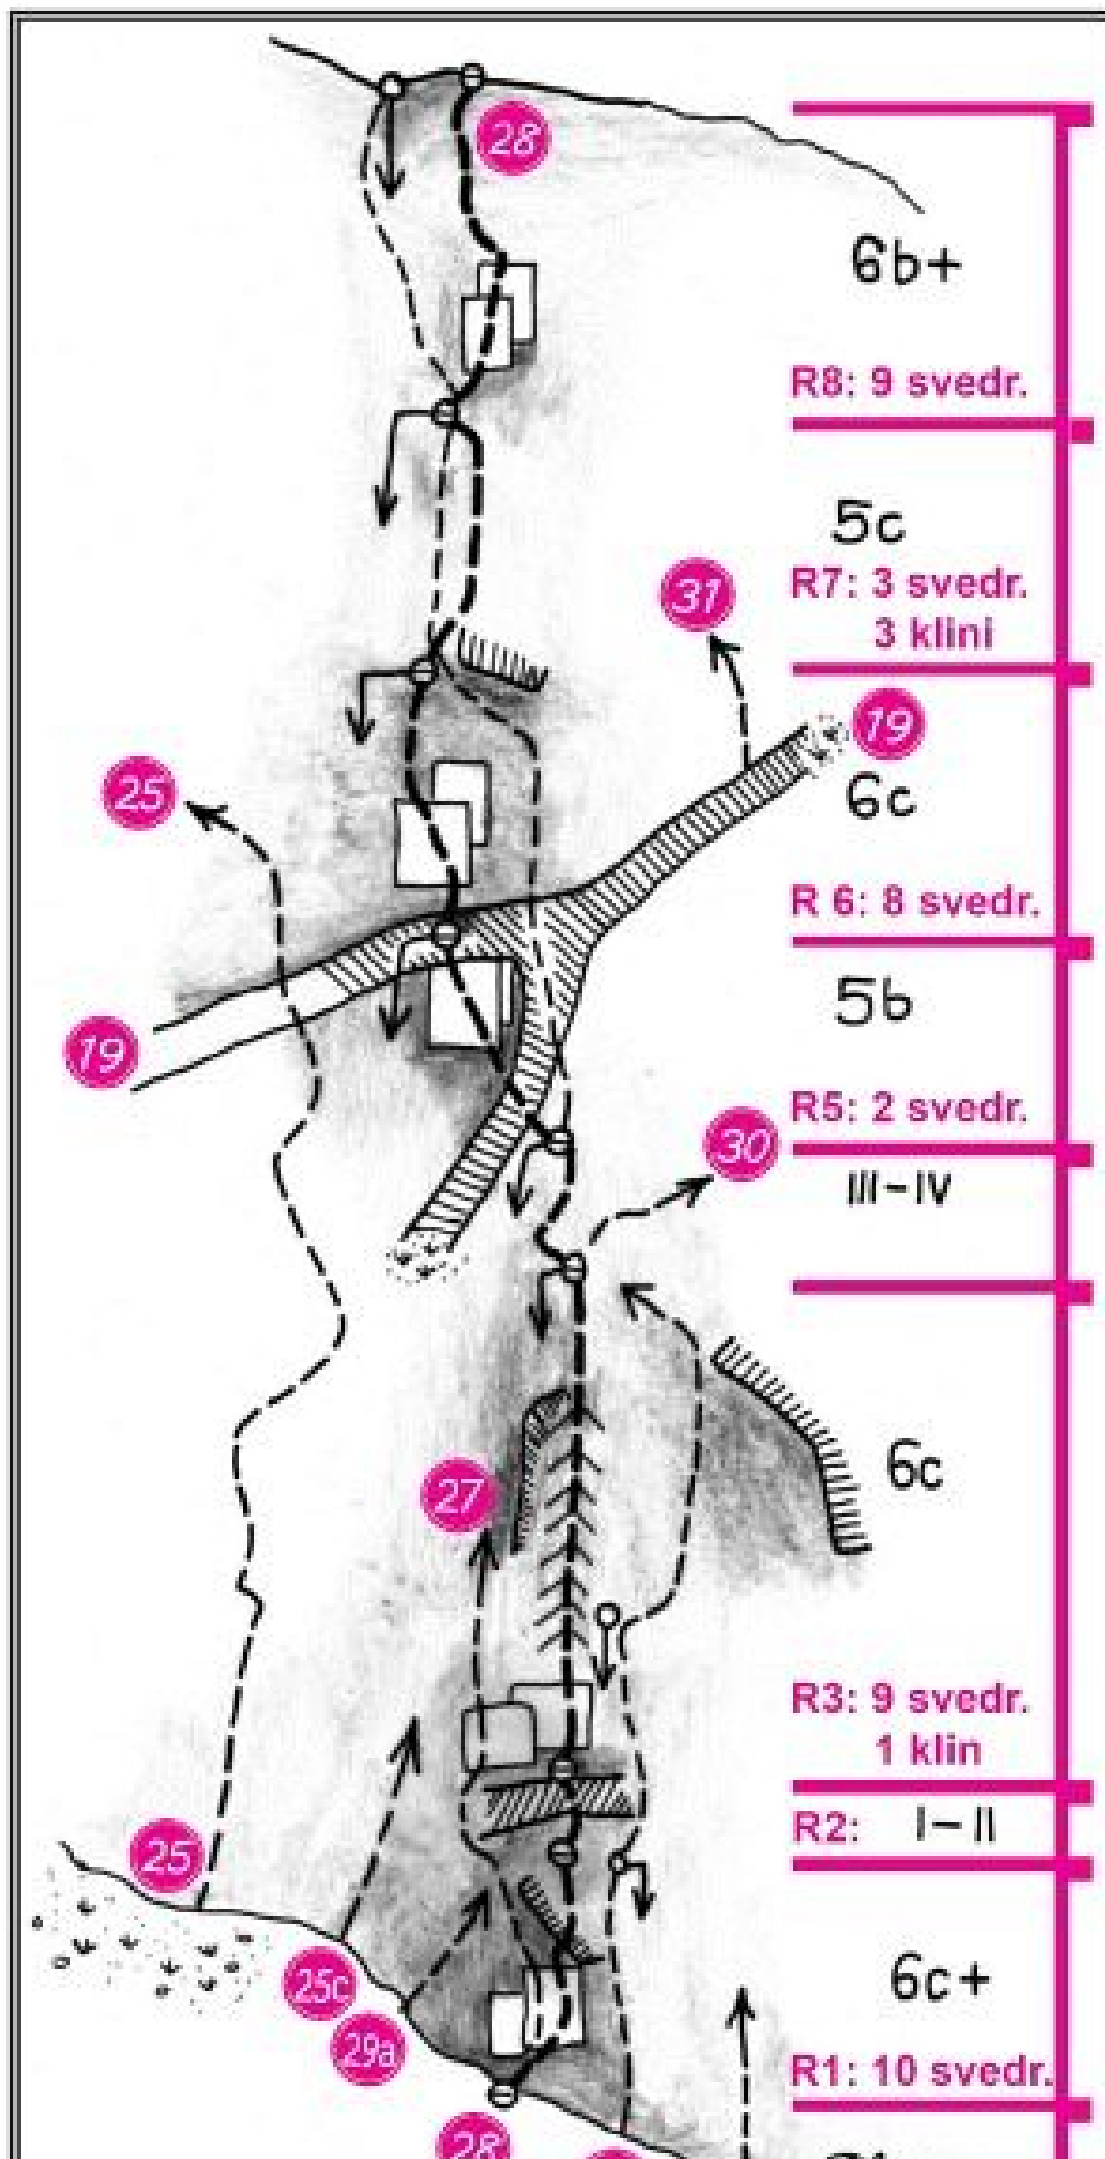 28
6b+
R8: 9 svedr.
5c
31
R7: 3 svedr.
3 klini
19
25
6c
R 6: 8 svedr.
5b
19
R5: 2 svedr.
30
III-IV
6c
27
R3: 9 svedr.
1 klin
R2: I-II
25
6c+
25c
29a
R1: 10 svedr.
28